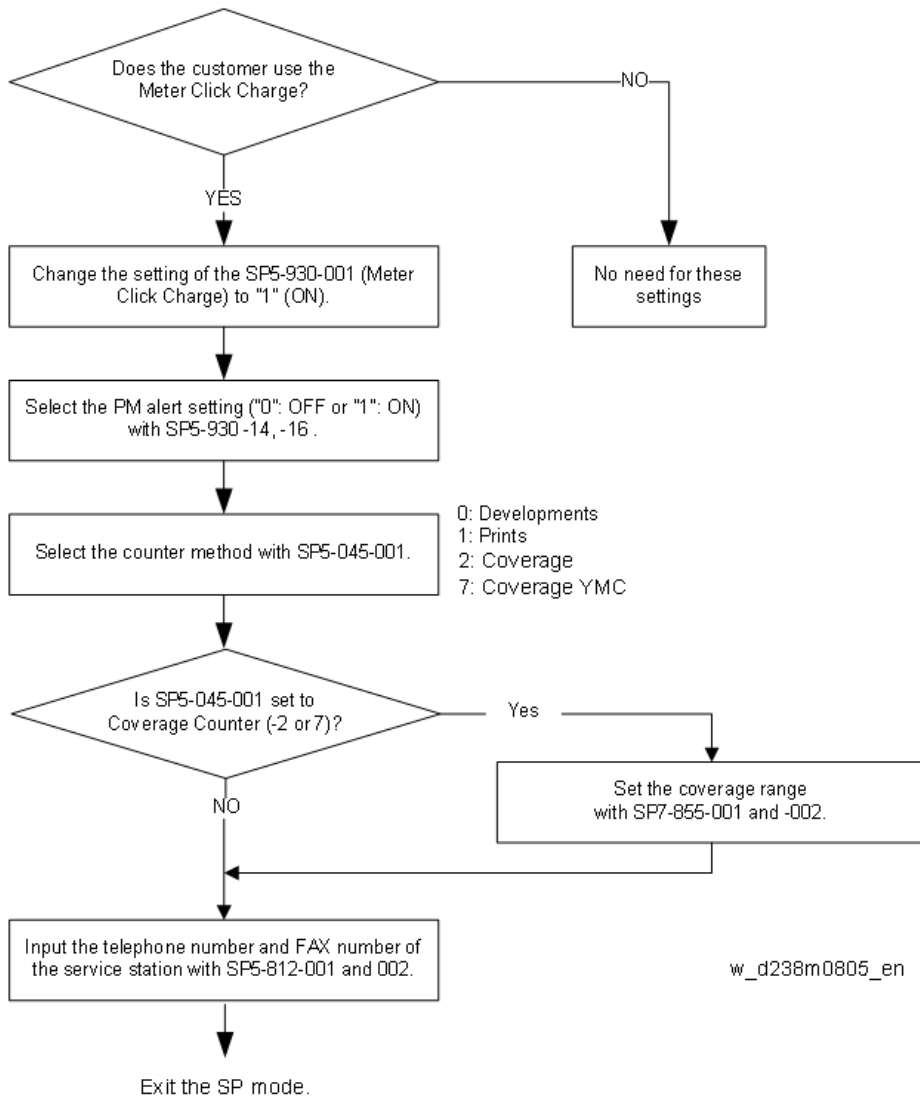 Does the customer use the
Meter Click Charge?
NO
YES
Change the setting of the SP5-930-001 (Meter
Click Charge) to "1" (ON).
No need for these
settings
Select the PM alert setting ("0": OFF or "1": ON)
with SP5-930 -14, -16 .
Select the counter method with SP5-045-001.
0: Developments
1: Prints
2: Coverage
7: Coverage YMC
Is SP5-045-001 set to
Coverage Counter (-2 or 7)?
Yes
NO
Set the coverage range
with SP7-855-001 and -002.
Input the telephone number and FAX number of
the service station with SP5-812-001 and 002.
w_d238m0805_en
Exit the SP mode.